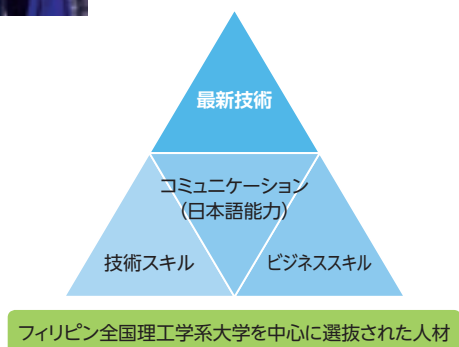 最新技術
コミュニケーション
(日本語能力)
技術スキル
ビジネススキル
フィリピン全国理工学系大学を中心に選抜された人材